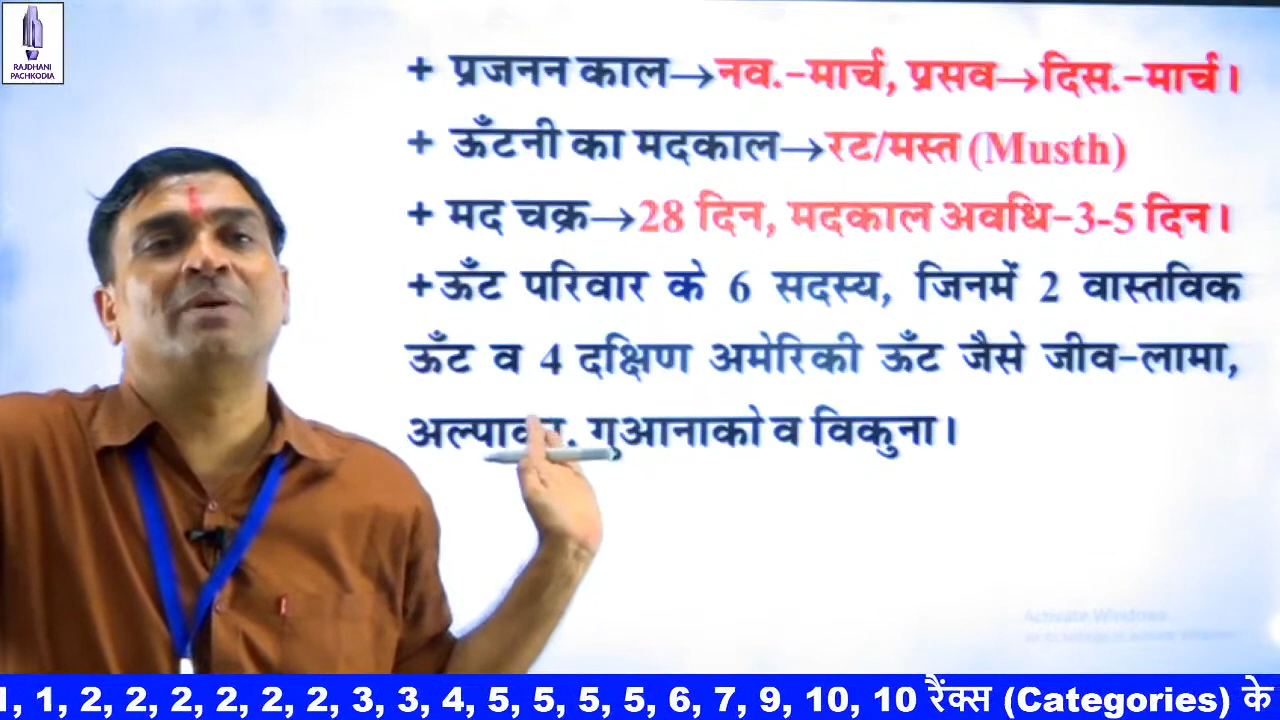 RAJDHANI
PACHKODIA
+ प्रजनन काल→नव.-मार्च, प्रसव→दिस.-मार्च।
+ ऊँटनी का मदकाल→रट/मस्त (Musth)
+ मद चक्र→28 दिन, मदकाल अवधि-3-5 दिन।
+ऊँट परिवार के 6 सदस्य, जिनमें 2 वास्तविक
ऊँट व 4 दक्षिण अमेरिकी ऊँट जैसे जीव-लामा,
गुआनाको व विकुना।
Activate Windows
1, 1, 2, 2, 2, 2, 2, 2, 3, 3, 4, 5, 5, 5, 5, 6, 7, 9, 10, 10 रैंक्स (Categories) के